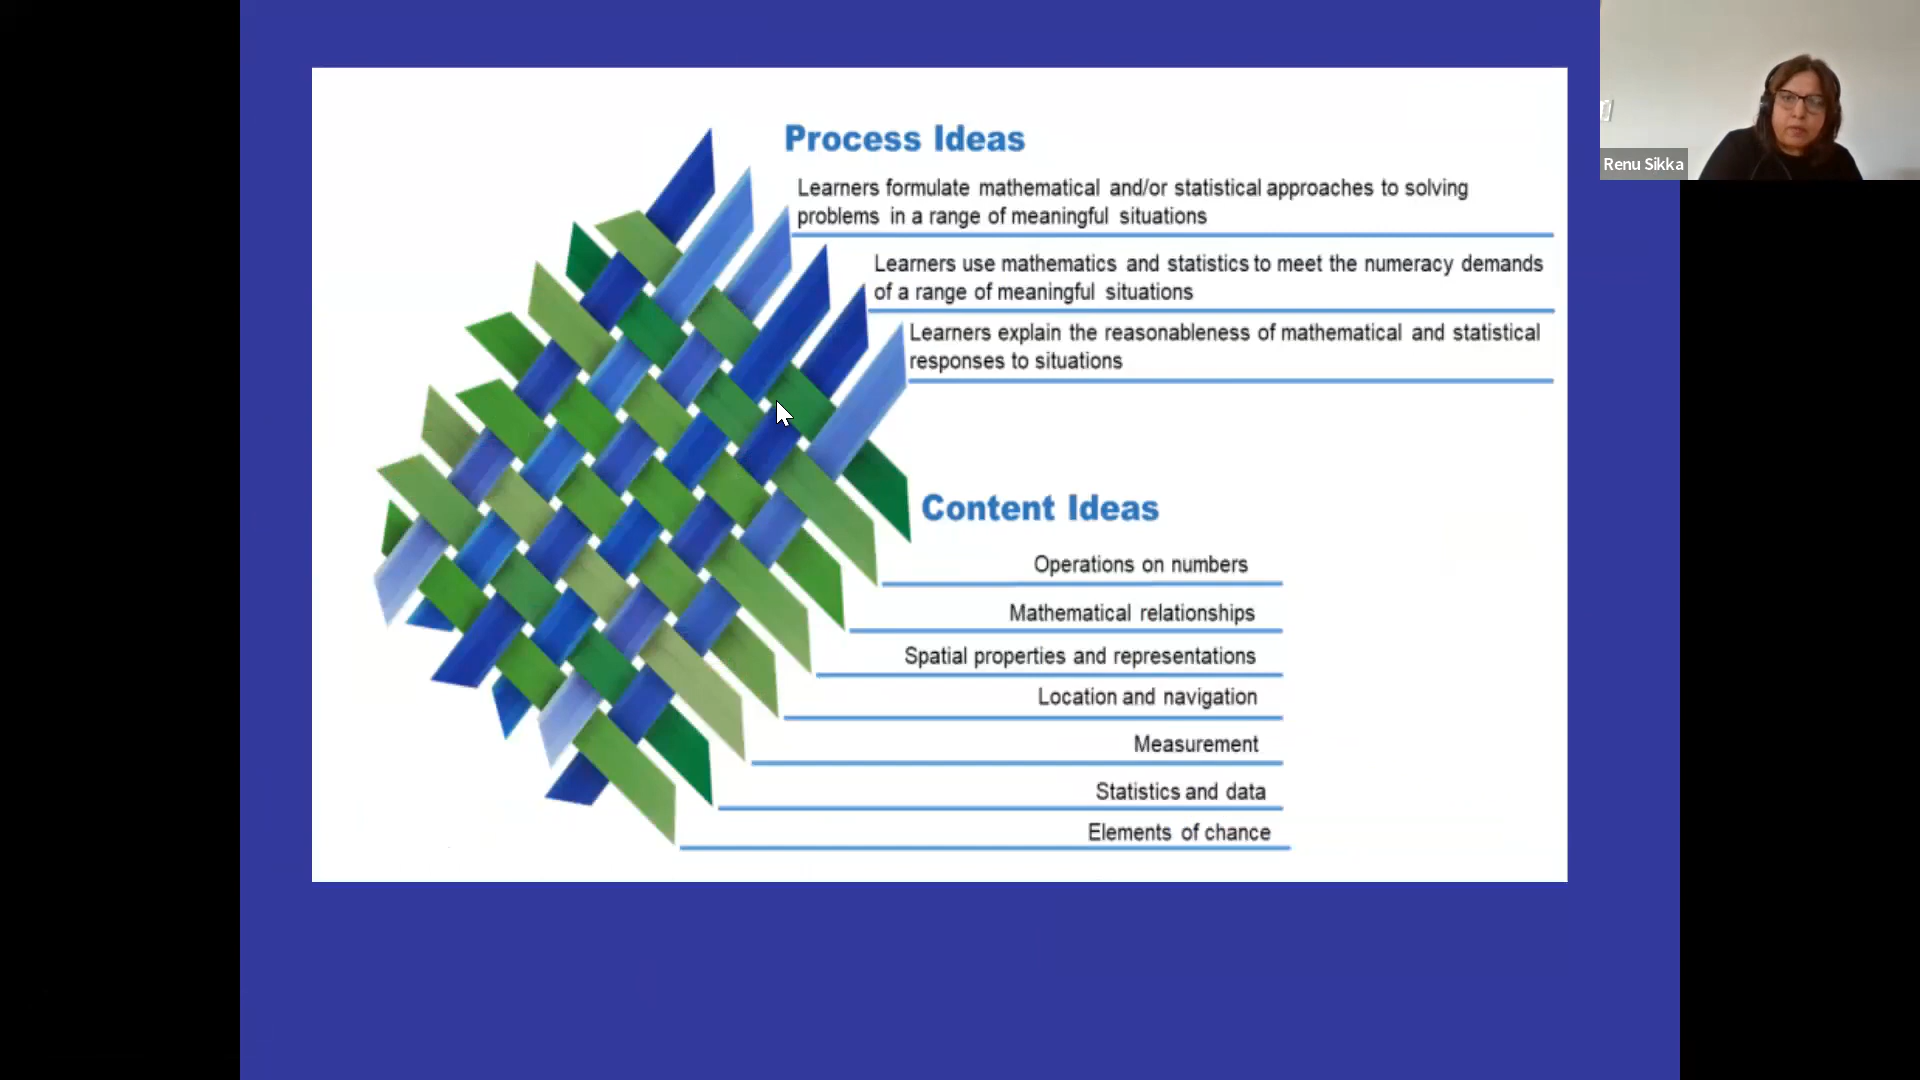 Process Ideas
Learners formulate mathematical and/or statistical approaches to solving
problems in a range of meaningful situations
Learners use mathematics and statistics to meet the numeracy demands
of a range of meaningful situations
Learners explain the reasonableness of mathematical and statistical
responses to situations
Content Ideas
Operations on numbers
Mathematical relationships
Spatial properties and representations
Location and navigation
Measurement
Statistics and data
Elements of chance
Renu Sikka